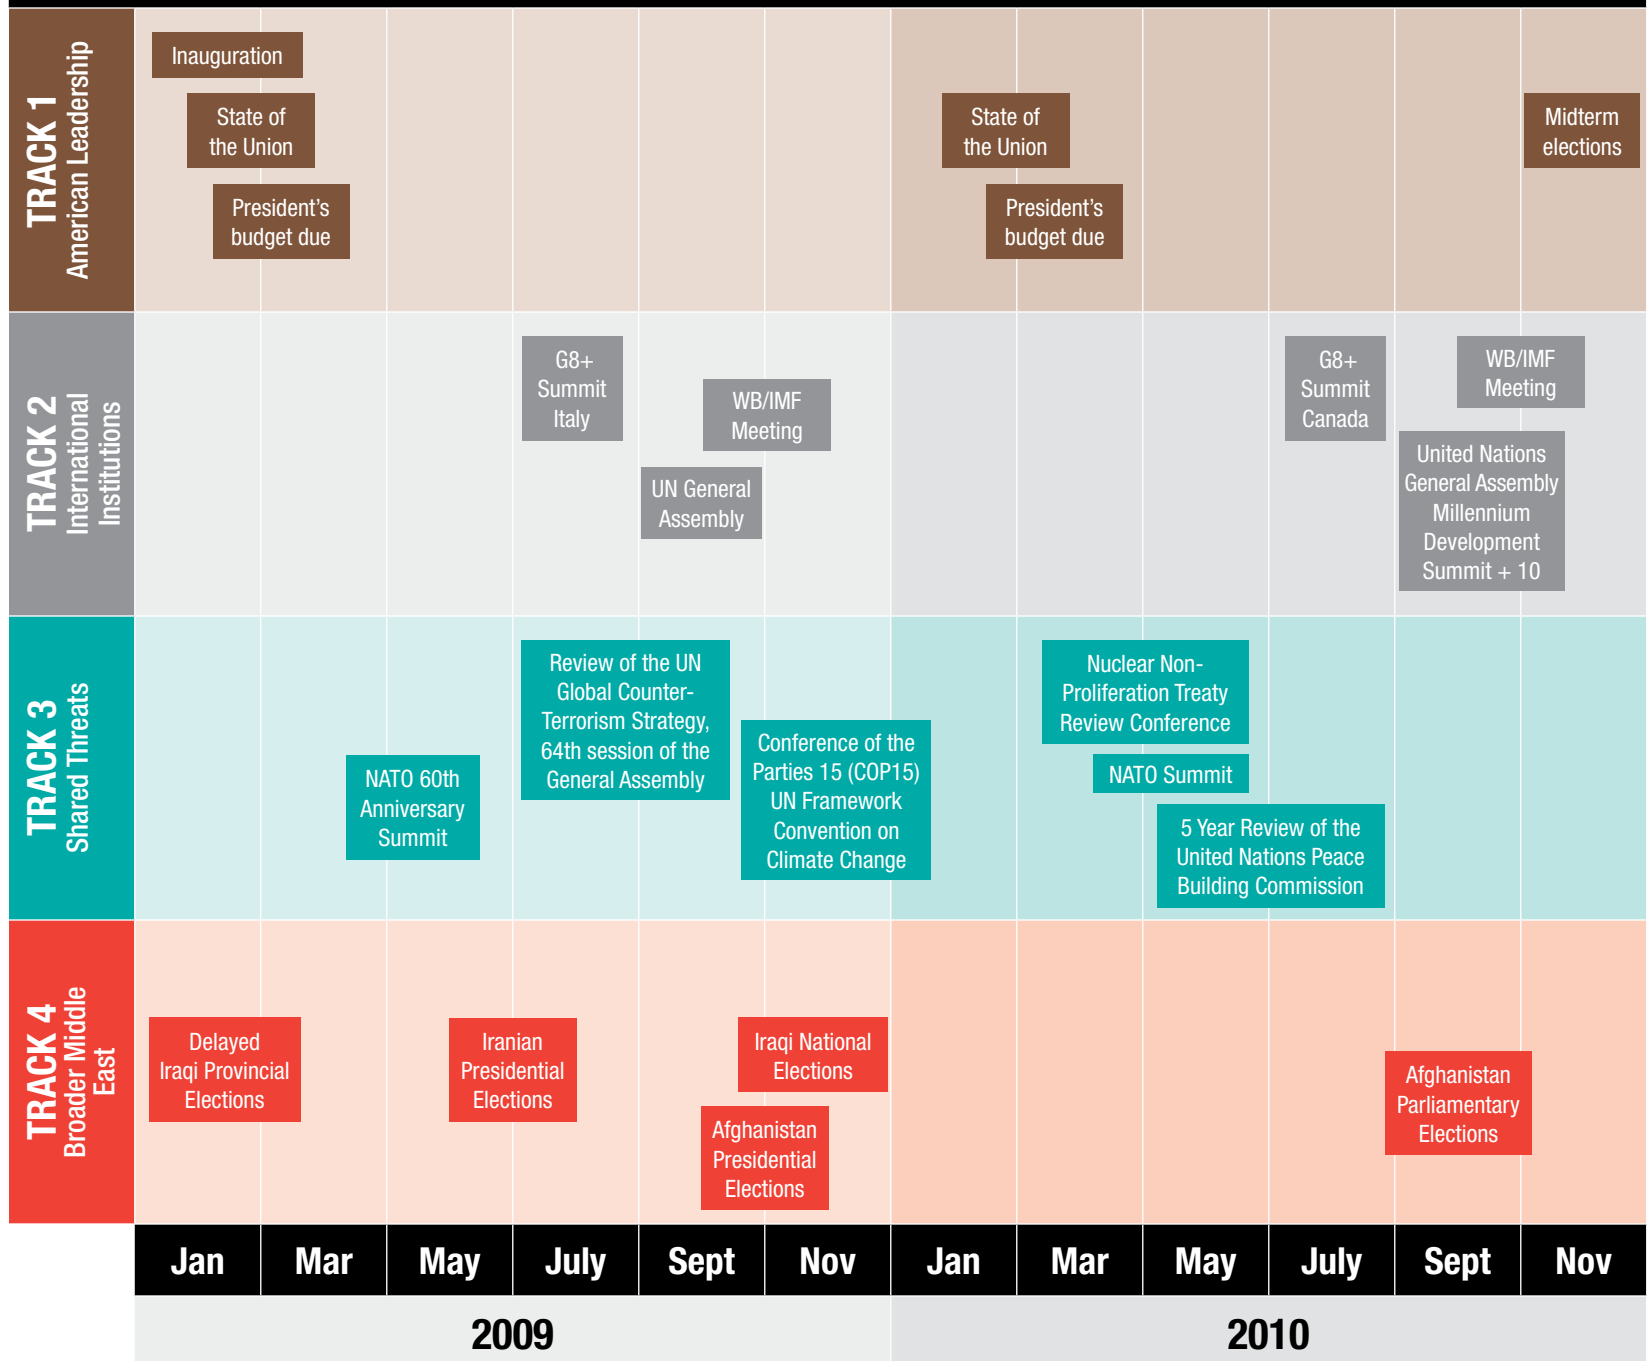 TRACK 1
American Leadership
Inauguration
State of
the Union
President's
budget due
State of
the Union
President's
budget due
Midterm
elections
TRACK 2
International
Institutions
G8+
Summit
Italy
WB/IMF
Meeting
UN General
Assembly
G8+
Summit
Canada
WB/IMF
Meeting
United Nations
General Assembly
Millennium
Development
Summit + 10
TRACK 3
Shared Threats
NATO 60th
Anniversary
Summit
Review of the UN
Global Counter-
Terrorism Strategy,
64th session of the
General Assembly
Conference of the
Parties 15 (COP15)
UN Framework
Convention on
Climate Change
Nuclear Non-
Proliferation Treaty
Review Conference
NATO Summit
5 Year Review of the
United Nations Peace
Building Commission
TRACK 4
Broader Middle
East
Delayed
Iraqi Provincial
Elections
Iranian
Presidential
Elections
Iraqi National
Elections
Afghanistan
Presidential
Elections
Afghanistan
Parliamentary
Elections
Jan Mar May July Sept Nov Jan Mar May July Sept Nov
2009 2010